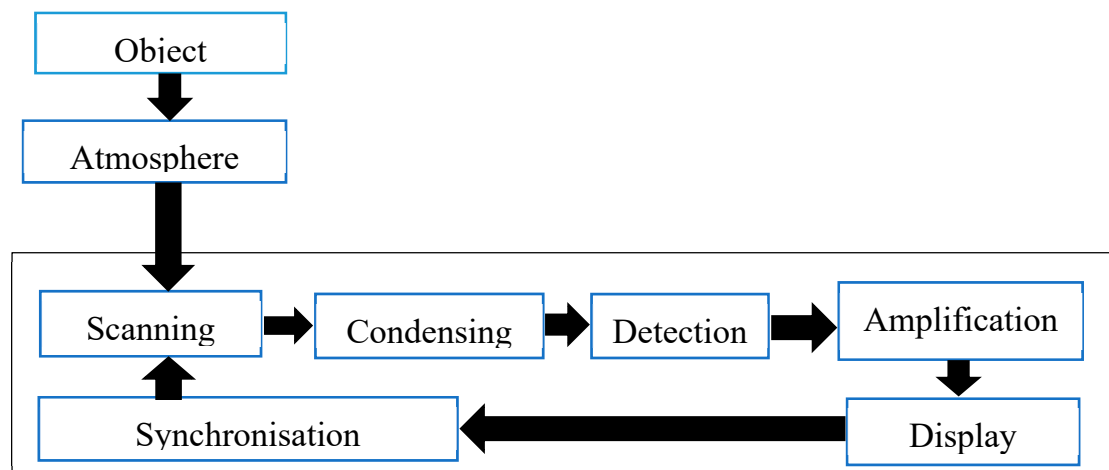 Object
Atmosphere
Scanning
Condensing
Detection
Amplification
Synchronisation
Display